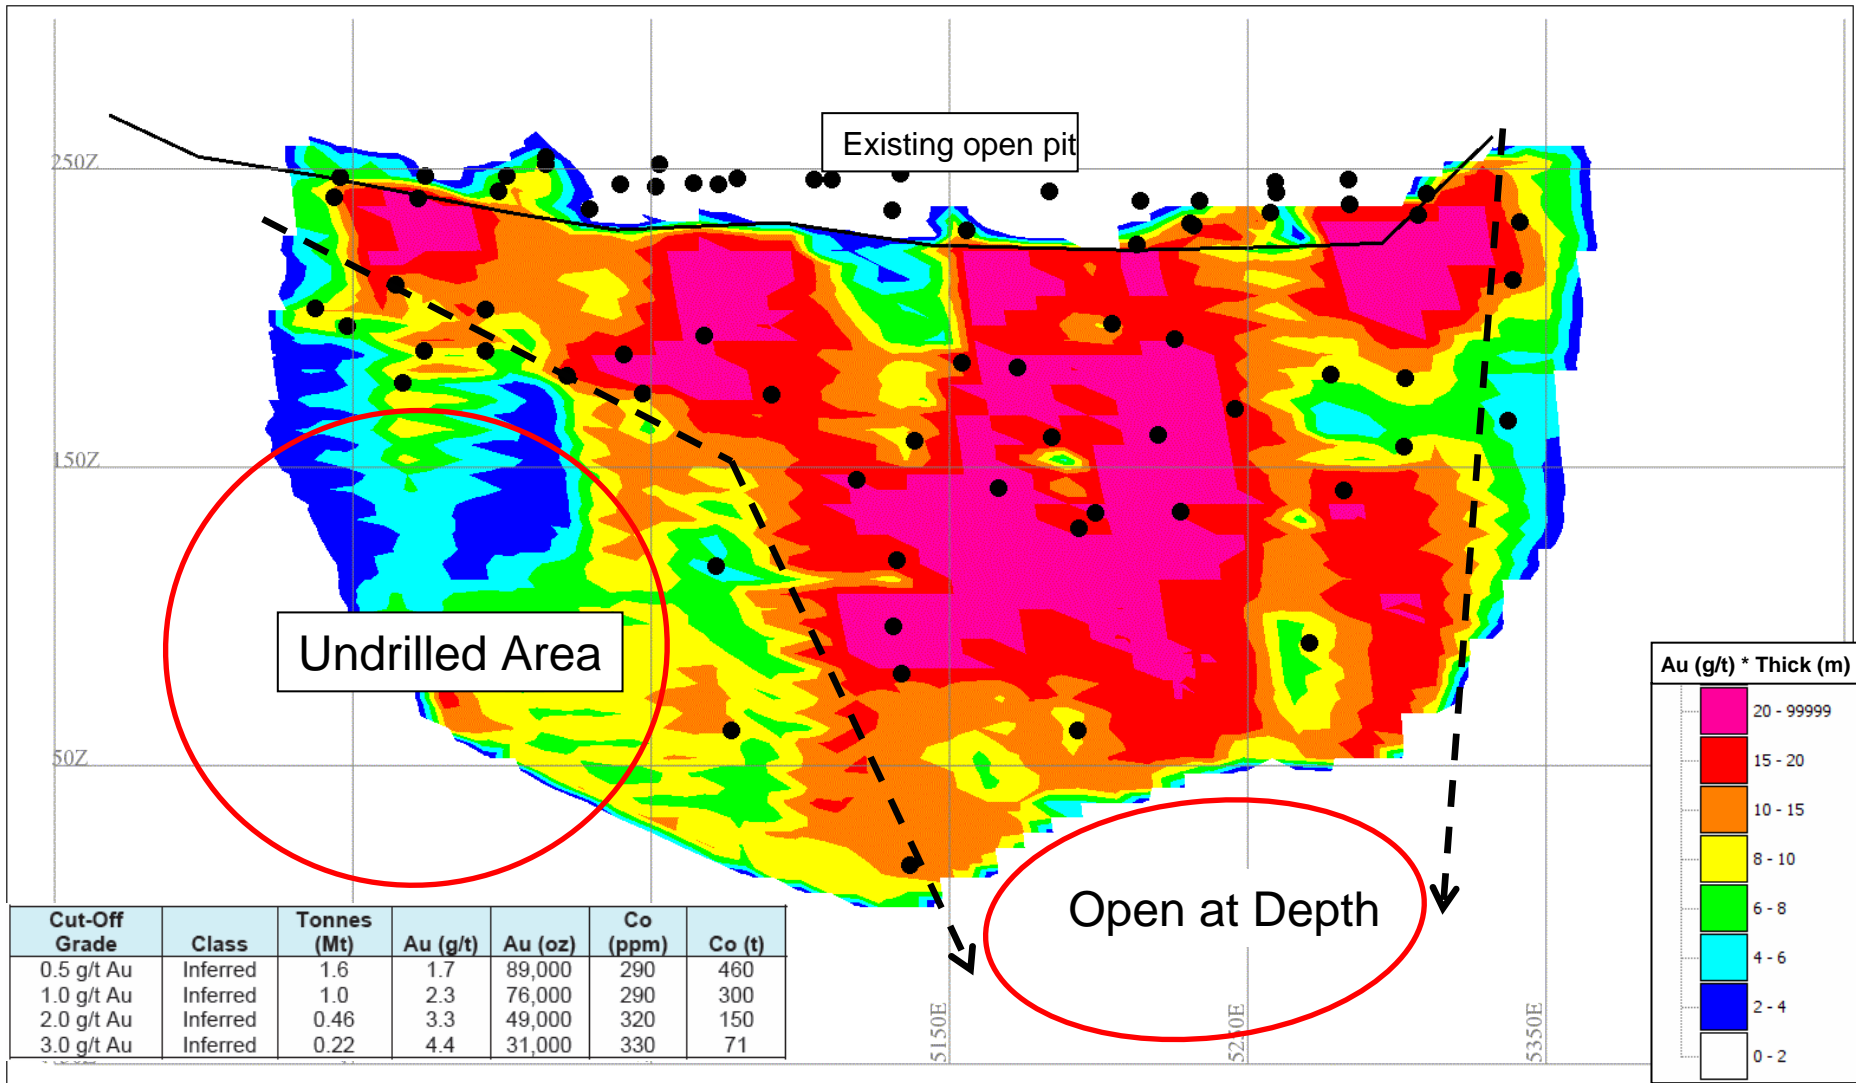 Existing open pit
250Z
150Z
Undrilled Area
50Z
Open at Depth
5150E
5250E
5350E
Au (g/t) * Thick (m)
20 - 99999
15 - 20
10 - 15
8 - 10
6 - 8
4 - 6
2 - 4
0 - 2
Cut-Off Grade Class Tonnes (Mt) Au (g/t) Au (oz) Co (ppm) Co (t)
0.5 g/t Au Inferred 1.6 1.7 89,000 290 460
1.0 g/t Au Inferred 1.0 2.3 76,000 290 300
2.0 g/t Au Inferred 0.46 3.3 49,000 320 150
3.0 g/t Au Inferred 0.22 4.4 31,000 330 71